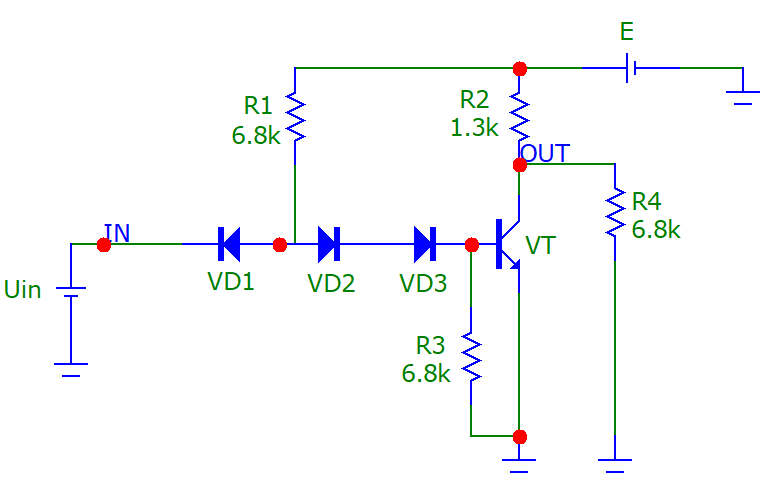 E
R1
6.8k
R2
1.3k
OUT
IN
R4
6.8k
VT
Uin
VD1
VD2
VD3
R3
6.8k